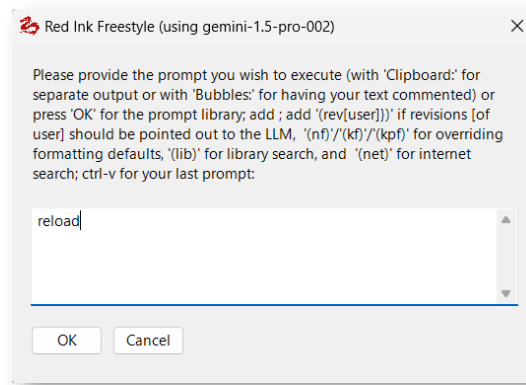 Red Ink Freestyle (using gemini-1.5-pro-002)
Please provide the prompt you wish to execute (with 'Clipboard:' for
separate output or with 'Bubbles:' for having your text commented) or
press 'OK' for the prompt library; add ; add '(rev[user]})' if revisions [of
user] should be pointed out to the LLM,  '(nf)'/'(kf)'/'(kpf)' for overriding
formatting defaults, '(lib)' for library search, and  '(net)' for internet
search; ctrl-v for your last prompt:
reload
OK Cancel